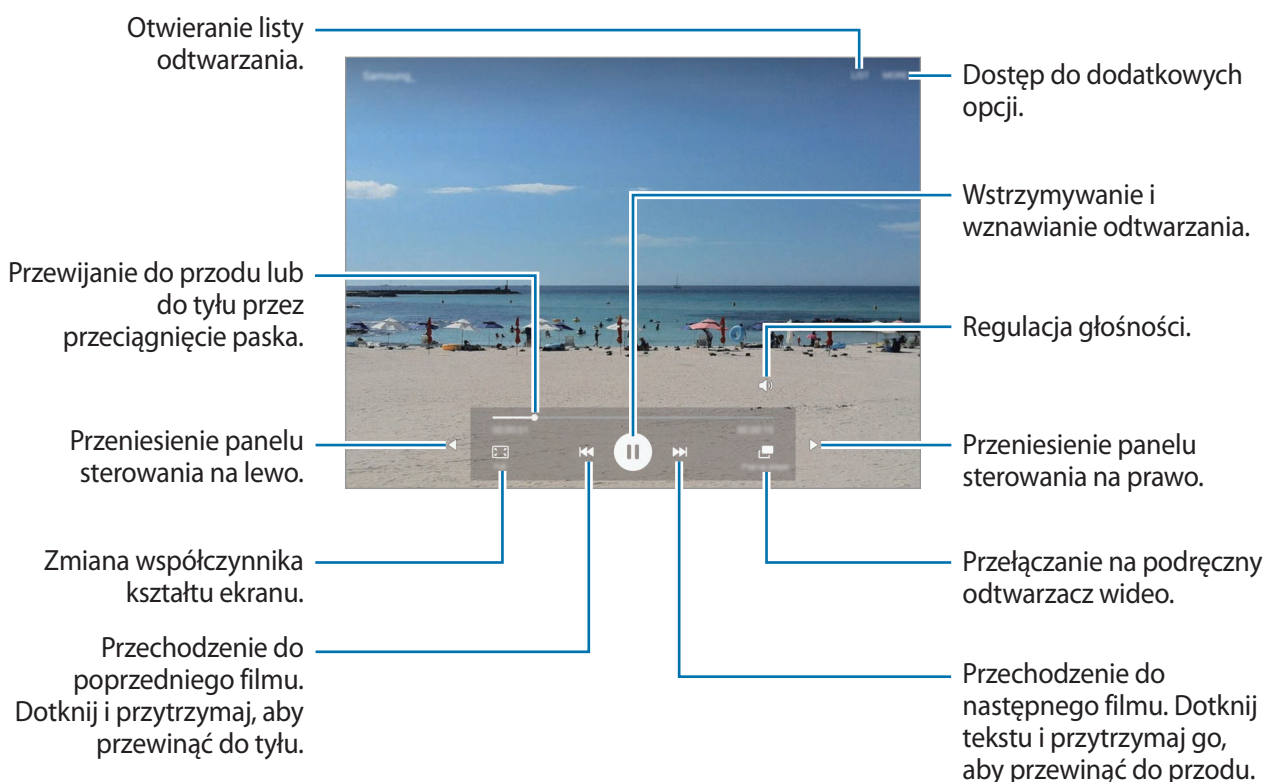 Otwieranie listy
odtwarzania.
Samsung
LIST MORE
Dostęp do dodatkowych
opcji.
Wstrzymywanie i
wznawianie odtwarzania.
Przewijanie do przodu lub
do tyłu przez
przeciągnięcie paska.
Regulacja głośności.
Przeniesienie panelu
sterowania na lewo.
Przeniesienie panelu
sterowania na prawo.
Zmiana współczynnika
kształtu ekranu.
Przełączanie na podręczny
odtwarzacz wideo.
Przechodzenie do
poprzedniego filmu.
Dotknij i przytrzymaj, aby
przewinąć do tyłu.
Przechodzenie do
następnego filmu. Dotknij
tekstu i przytrzymaj go,
aby przewinąć do przodu.